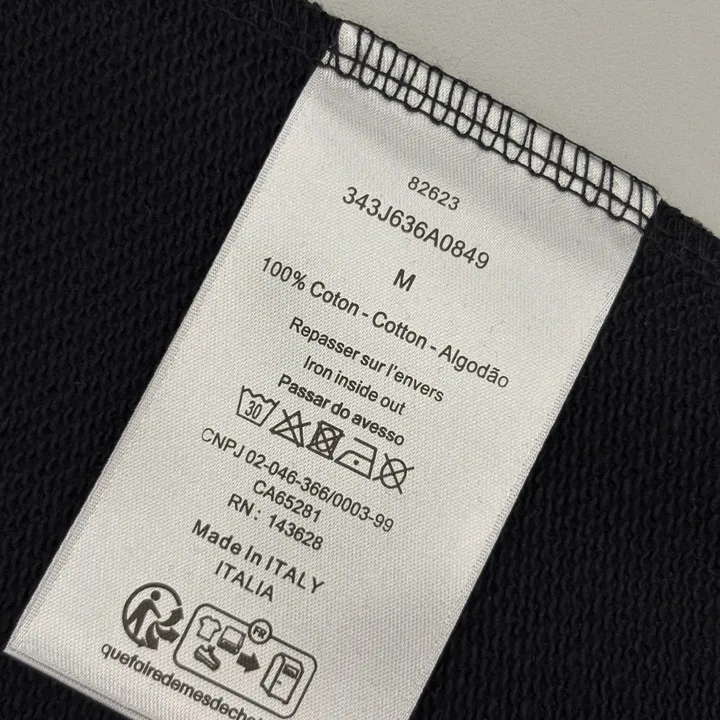 82623
343J636A0849
M
100% Coton - Cotton - Algodão
Repasser sur l'envers
Iron inside out
Passar do avesso
30
CNPJ 02-046-366/0003-99
CA65281
RN: 143628
Made In ITALY
ITALIA
FR
quefairedemesdeche